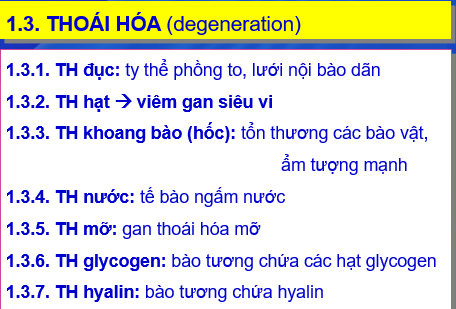 1.3. THOÁI HÓA (degeneration)
1.3.1. TH đục: ty thể phồng to, lưới nội bào dãn
1.3.2. TH hạt → viêm gan siêu vi
1.3.3. TH khoang bào (hốc): tổn thương các bào vật,
ẩm tượng mạnh
1.3.4. TH nước: tế bào ngấm nước
1.3.5. TH mỡ: gan thoái hóa mỡ
1.3.6. TH glycogen: bào tương chứa các hạt glycogen
1.3.7. TH hyalin: bào tương chứa hyalin